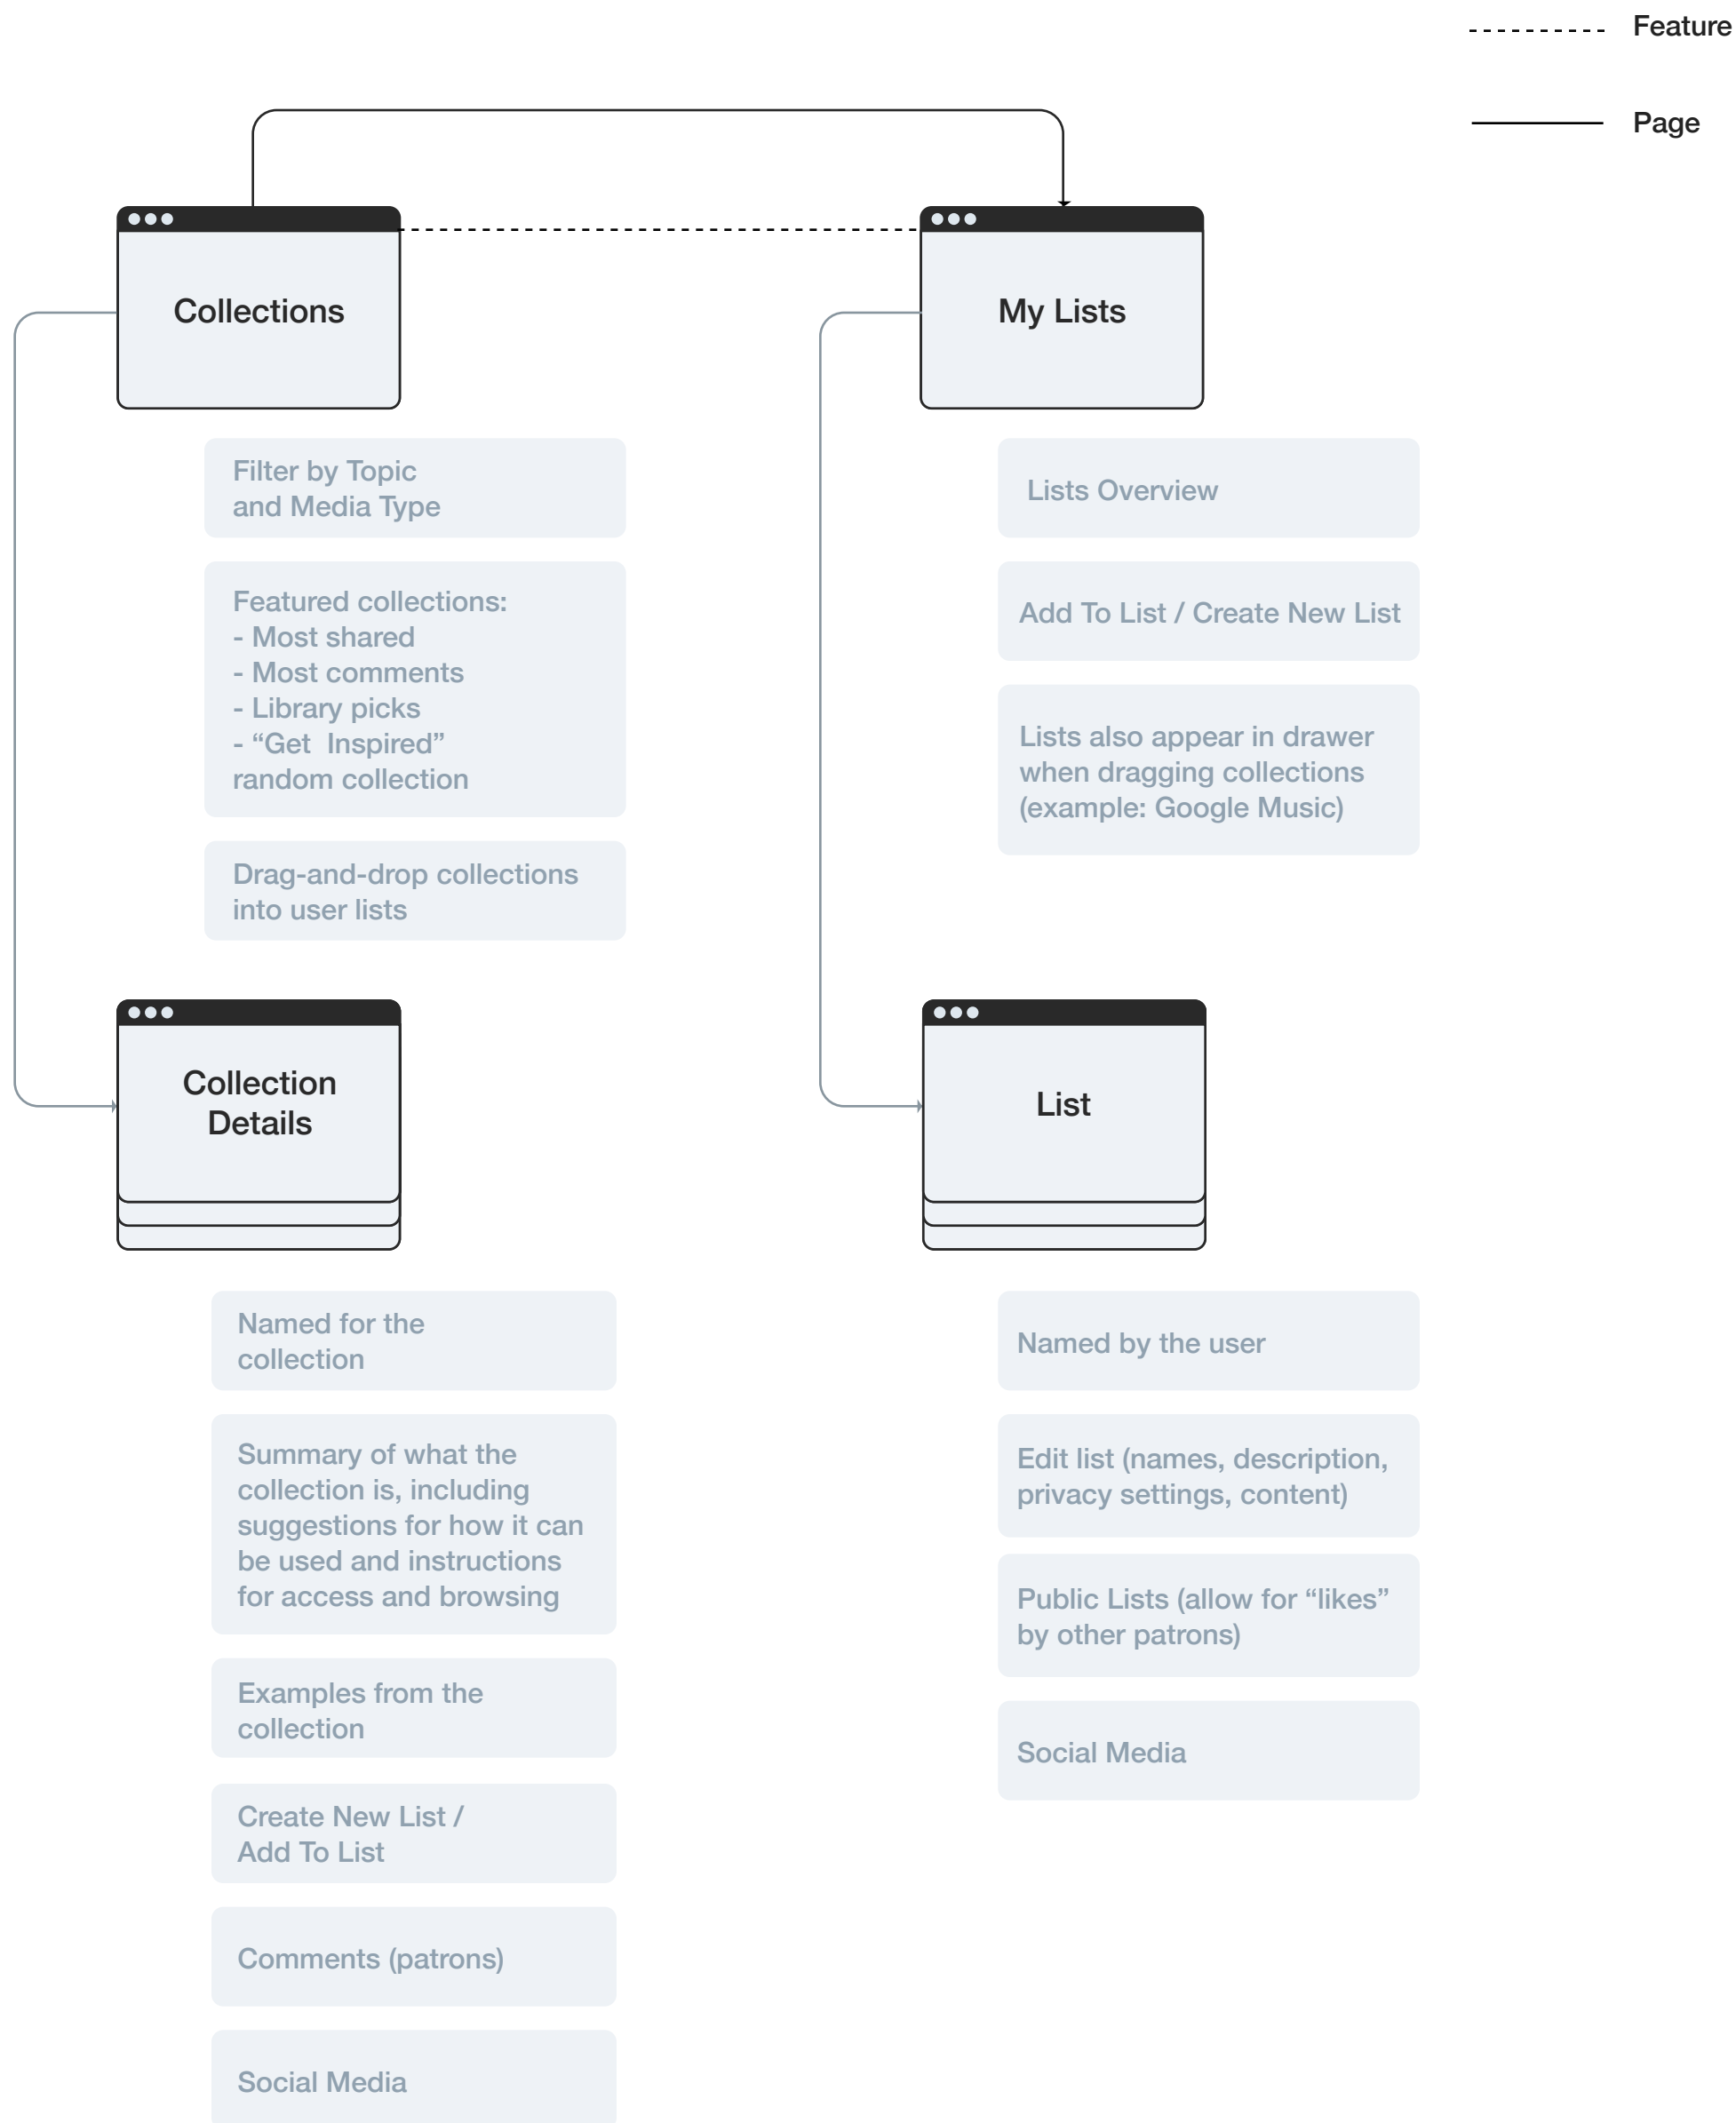 Feature
Page
Collections
My Lists
Filter by Topic
and Media Type
Featured collections:
- Most shared
- Most comments
- Library picks
- “Get  Inspired”
random collection
Drag-and-drop collections
into user lists
Lists Overview
Add To List / Create New List
Lists also appear in drawer
when dragging collections
(example: Google Music)
Collection
Details
List
Named for the
collection
Summary of what the
collection is, including
suggestions for how it can
be used and instructions
for access and browsing
Examples from the
collection
Create New List /
Add To List
Comments (patrons)
Social Media
Named by the user
Edit list (names, description,
privacy settings, content)
Public Lists (allow for “likes”
by other patrons)
Social Media